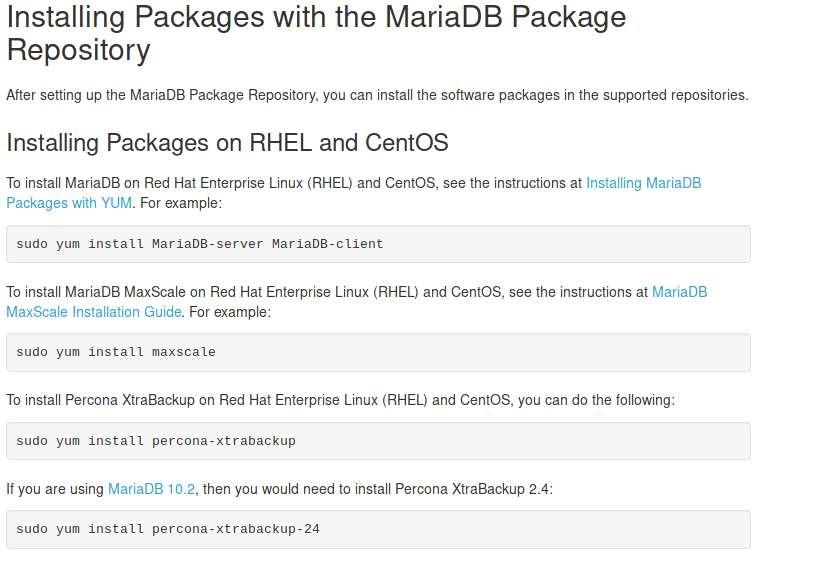 Installing Packages with the MariaDB Package
Repository
After setting up the MariaDB Package Repository, you can install the software packages in the supported repositories.
Installing Packages on RHEL and CentOS
To install MariaDB on Red Hat Enterprise Linux (RHEL) and CentOS, see the instructions at Installing MariaDB
Packages with YUM. For example:
sudo yum install MariaDB-server MariaDB-client
To install MariaDB MaxScale on Red Hat Enterprise Linux (RHEL) and CentOS, see the instructions at MariaDB
MaxScale Installation Guide. For example:
sudo yum install maxscale
To install Percona XtraBackup on Red Hat Enterprise Linux (RHEL) and CentOS, you can do the following:
sudo yum install percona-xtrabackup
If you are using MariaDB 10.2, then you would need to install Percona XtraBackup 2.4:
sudo yum install percona-xtrabackup-24